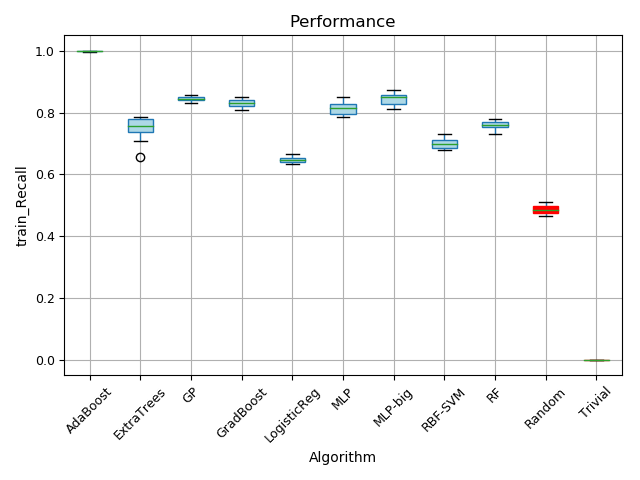 Performance
train_Recall
1.0
0.8
0.6
0.4
0.2
0.0
AdaBoost
ExtraTrees
GP
GradBoost
LogisticReg
MLP
MLP-big
RBF-SVM
RF
Random
Trivial
Algorithm